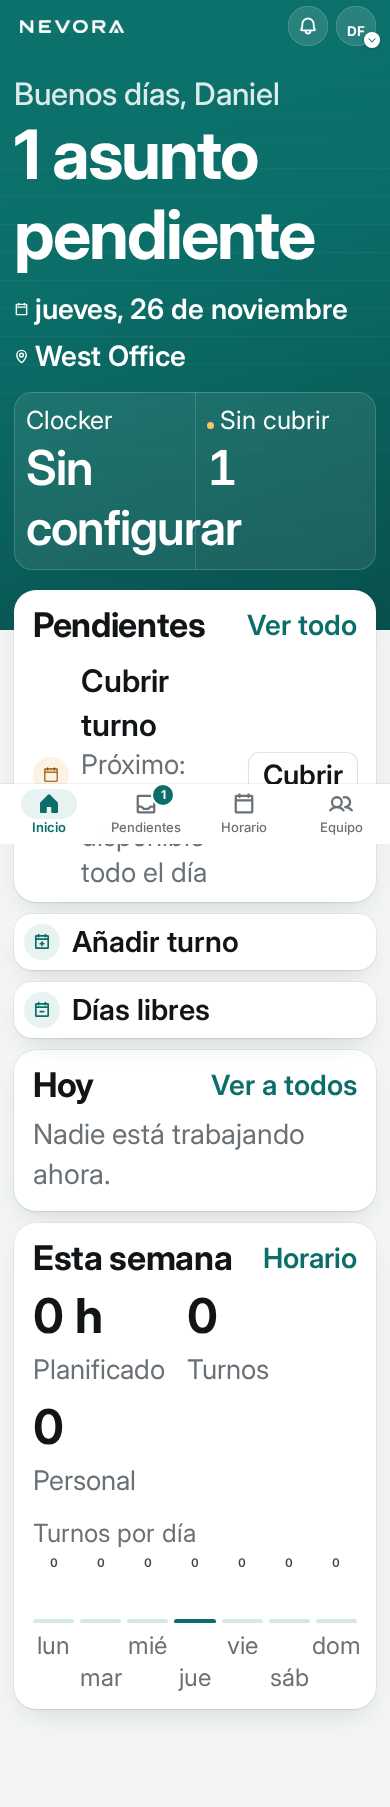 NEVORA
DF
Buenos días, Daniel
1 asunto
pendiente
jueves, 26 de noviembre
West Office
Clocker
Sin
configurar
Sin cubrir
1
Pendientes
Ver todo
Cubrir
turno
Próximo:
Cubrir
Inicio
Pendientes
1
Horario
Equipo
todo el día
Añadir turno
Días libres
Hoy
Ver a todos
Nadie está trabajando
ahora.
Esta semana
Horario
0 h
Planificado
0
Turnos
0
Personal
Turnos por día
0 0 0 0 0 0 0
lun mar mié jue vie sáb dom